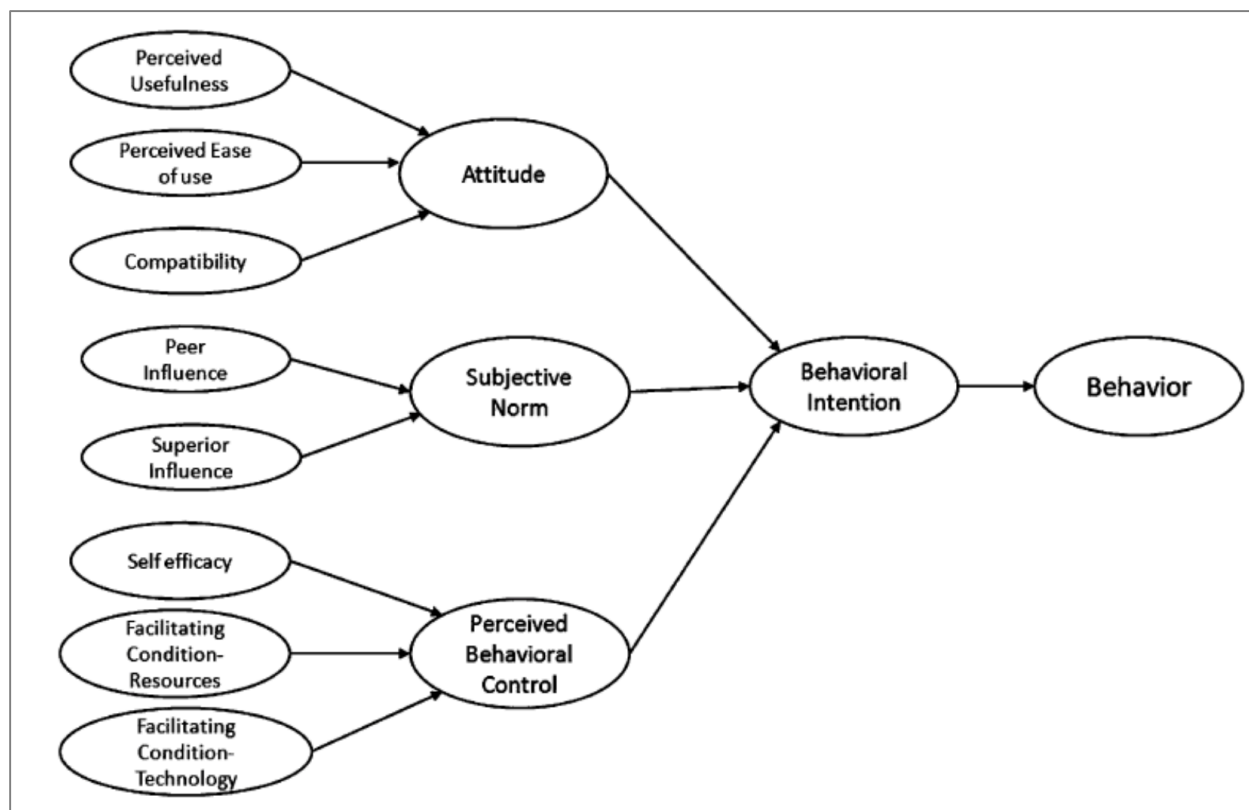 Perceived
Usefulness
Perceived Ease
of use
Compatibility
Attitude
Peer
Influence
Superior
Influence
Subjective
Norm
Behavioral
Intention
Behavior
Self efficacy
Facilitating
Condition-
Resources
Facilitating
Condition-
Technology
Perceived
Behavioral
Control